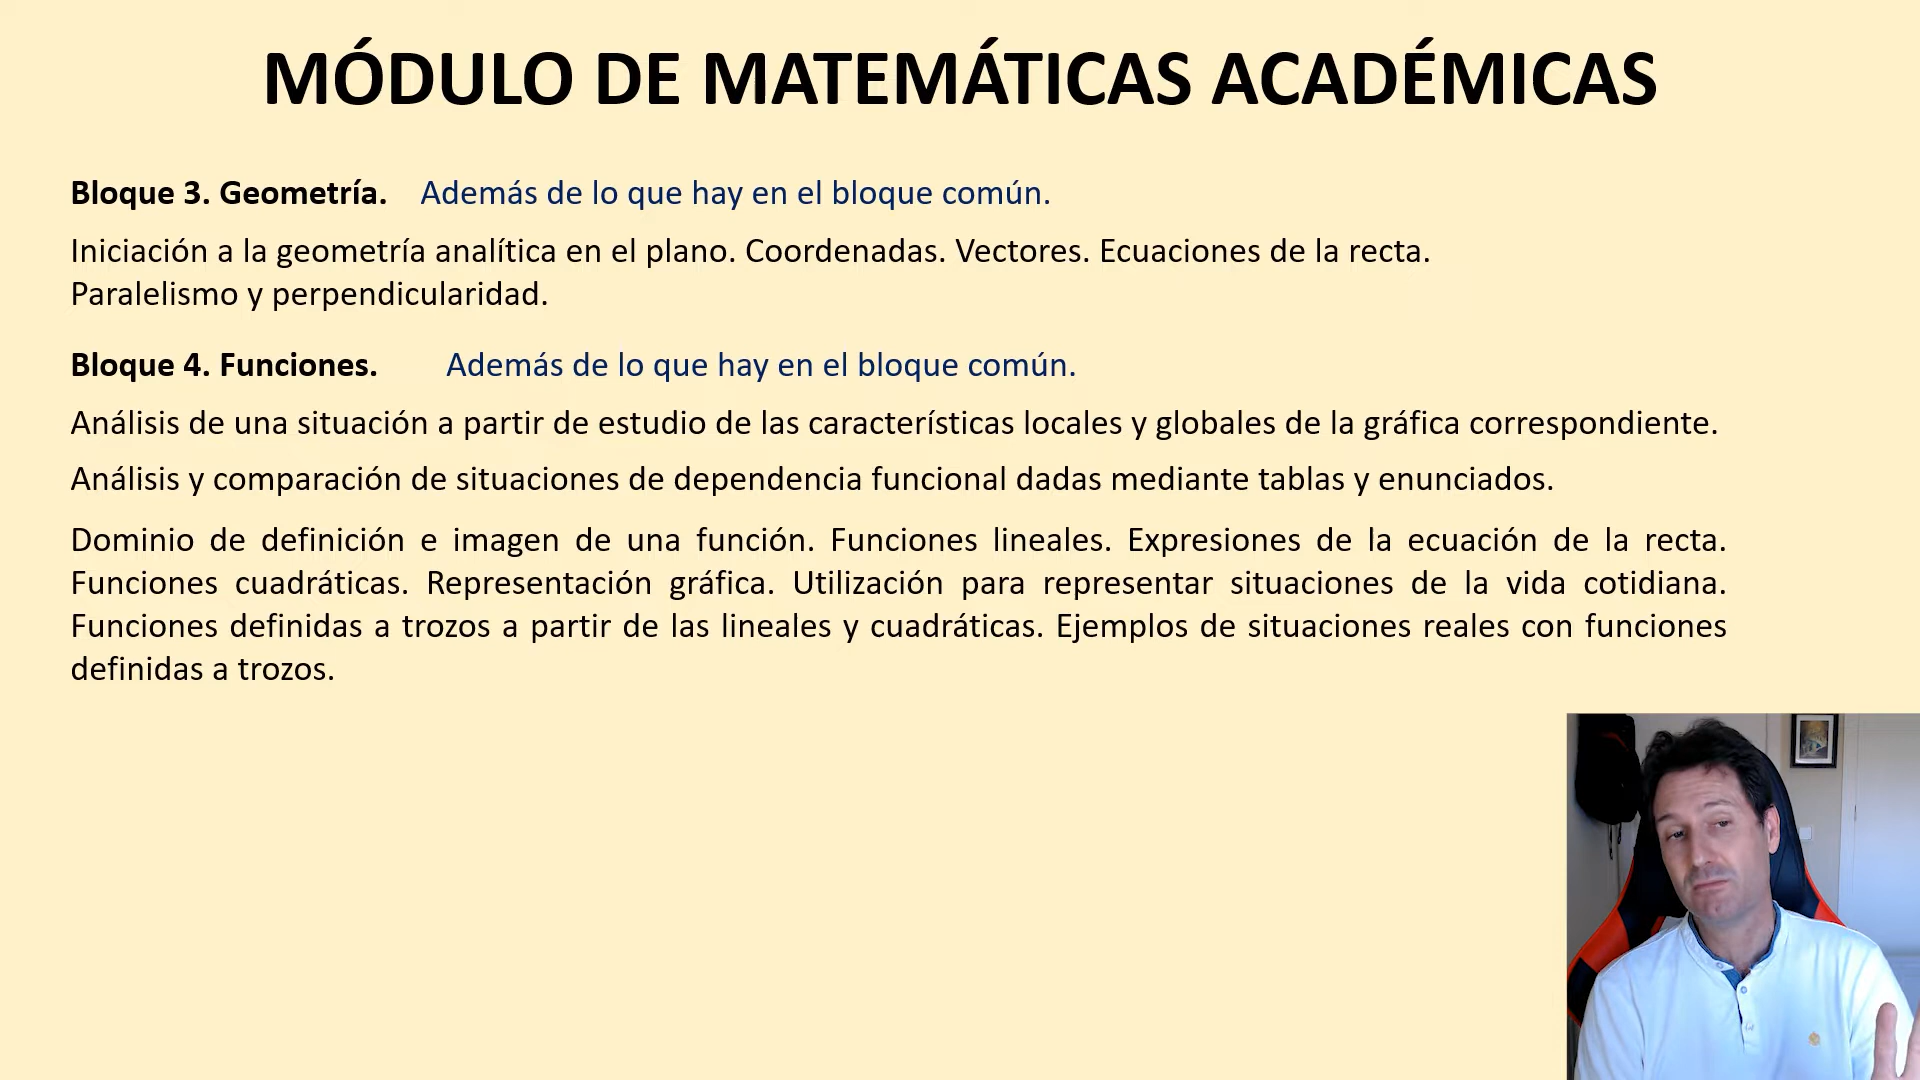 MÓDULO DE MATEMÁTICAS ACADÉMICAS
Bloque 3. Geometría. Además de lo que hay en el bloque común.
Iniciación a la geometría analítica en el plano. Coordenadas. Vectores. Ecuaciones de la recta.
Paralelismo y perpendicularidad.
Bloque 4. Funciones. Además de lo que hay en el bloque común.
Análisis de una situación a partir de estudio de las características locales y globales de la gráfica correspondiente.
Análisis y comparación de situaciones de dependencia funcional dadas mediante tablas y enunciados.
Dominio de definición e imagen de una función. Funciones lineales. Expresiones de la ecuación de la recta.
Funciones cuadráticas. Representación gráfica. Utilización para representar situaciones de la vida cotidiana.
Funciones definidas a trozos a partir de las lineales y cuadráticas. Ejemplos de situaciones reales con funciones
definidas a trozos.